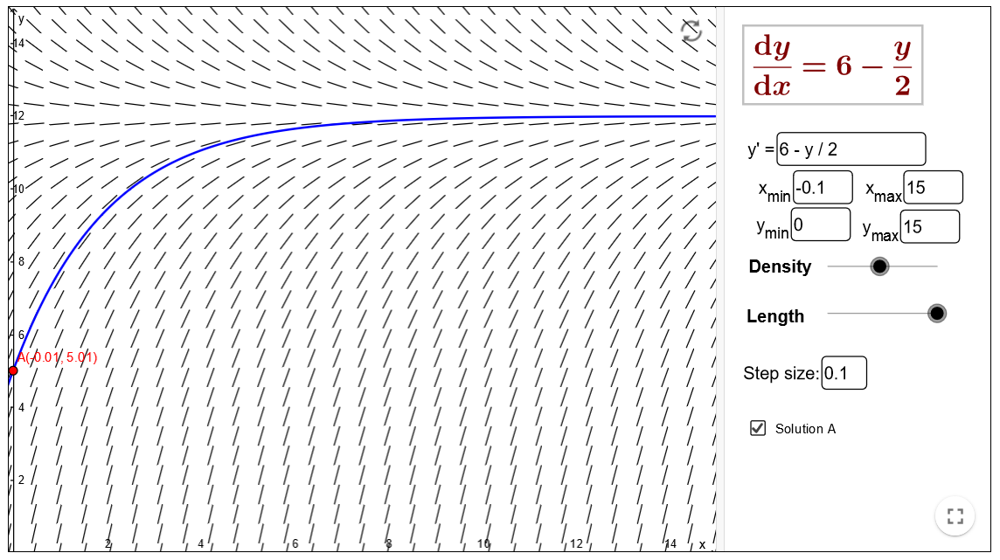 y
14
12
10
8
6
A(-0.01, 5.01)
4
2
2 4 6 8 10 12 14 x
dy/dx = 6 − y/2
y' = 6 - y / 2
xmin -0.1 xmax 15
ymin 0 ymax 15
Density
Length
Step size: 0.1
Solution A